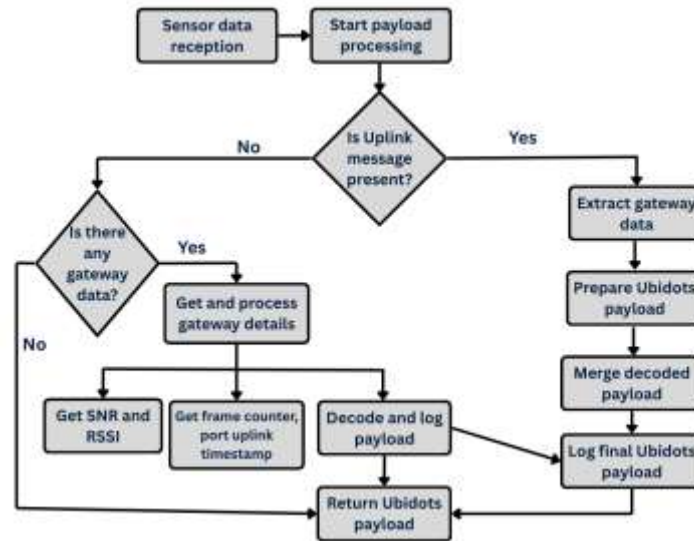 Sensor data
reception
Start payload
processing
Is Uplink
message
present?
No
Yes
Is there
any
gateway
data?
Yes
No
Extract gateway
data
Get and process
gateway details
Prepare Ubidots
payload
Merge decoded
payload
Get SNR and
RSSI
Get frame counter,
port uplink
timestamp
Decode and log
payload
Log final Ubidots
payload
Return Ubidots
payload